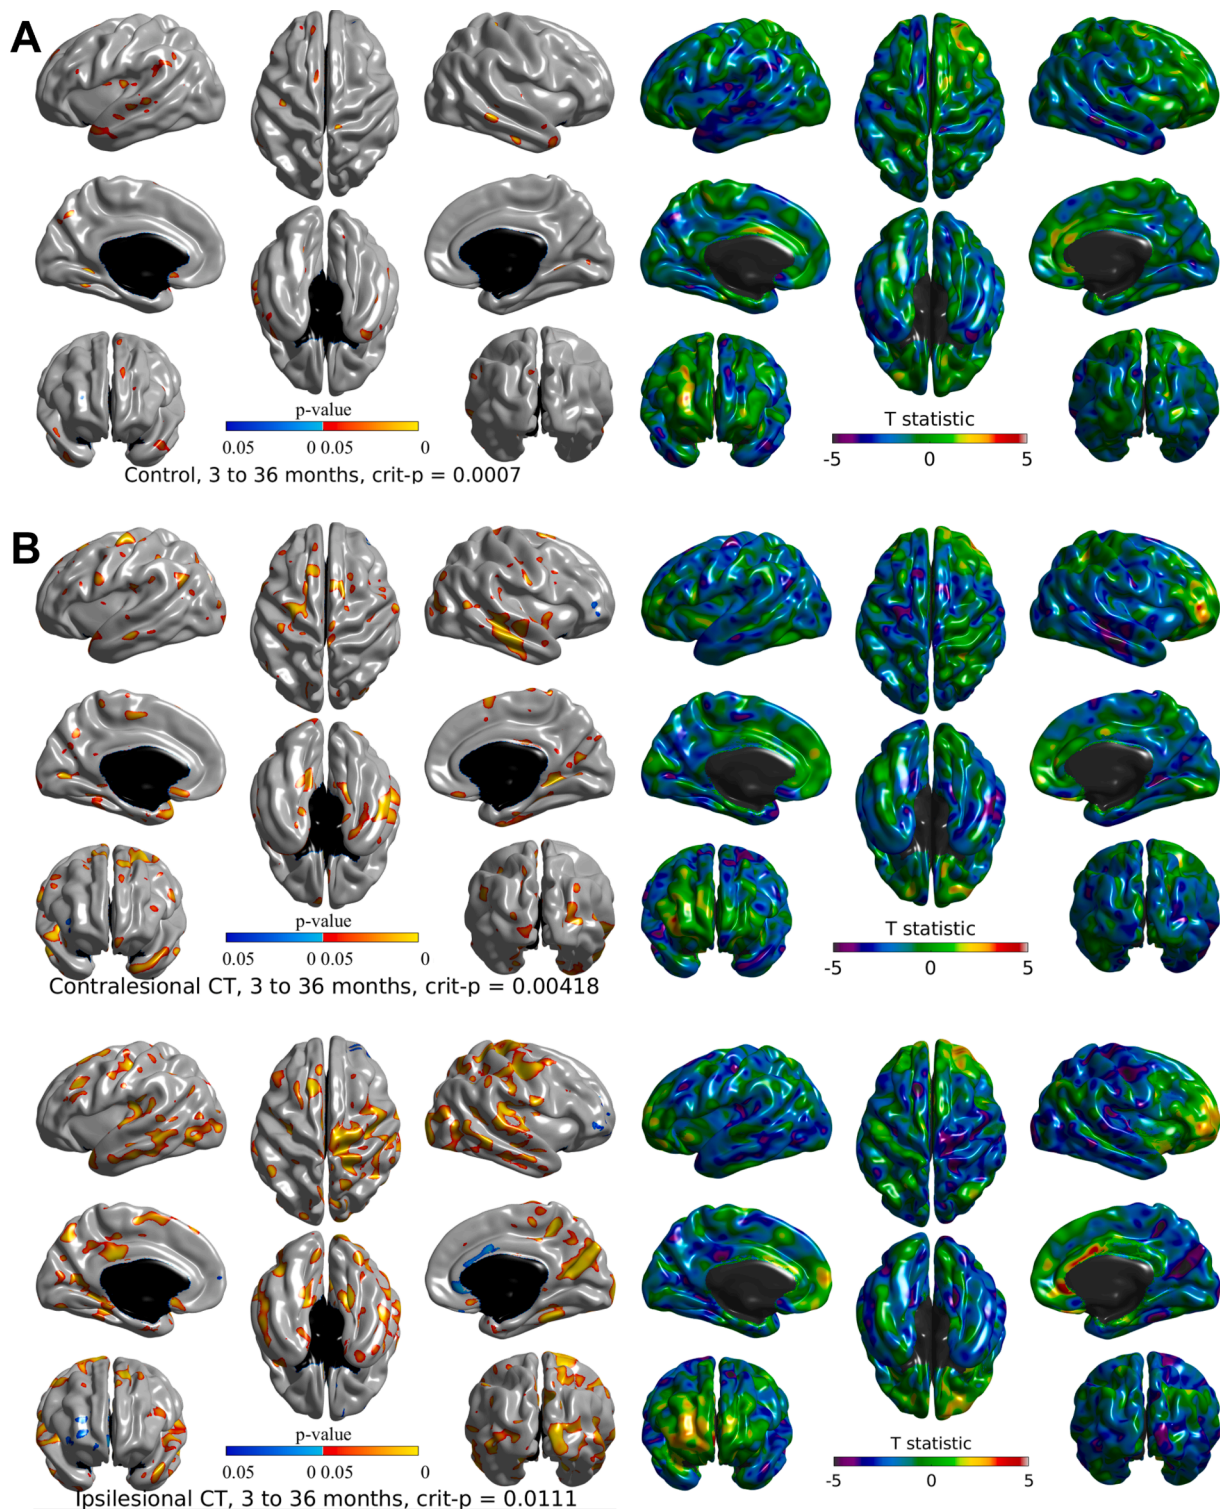 A
p-value
0.05 0 0.05 0
Control, 3 to 36 months, crit-p = 0.0007
T statistic
-5 0 5
B
p-value
0.05 0 0.05 0
Contralesional CT, 3 to 36 months, crit-p = 0.00418
T statistic
-5 0 5
p-value
0.05 0 0.05 0
Ipsilesional CT, 3 to 36 months, crit-p = 0.0111
T statistic
-5 0 5